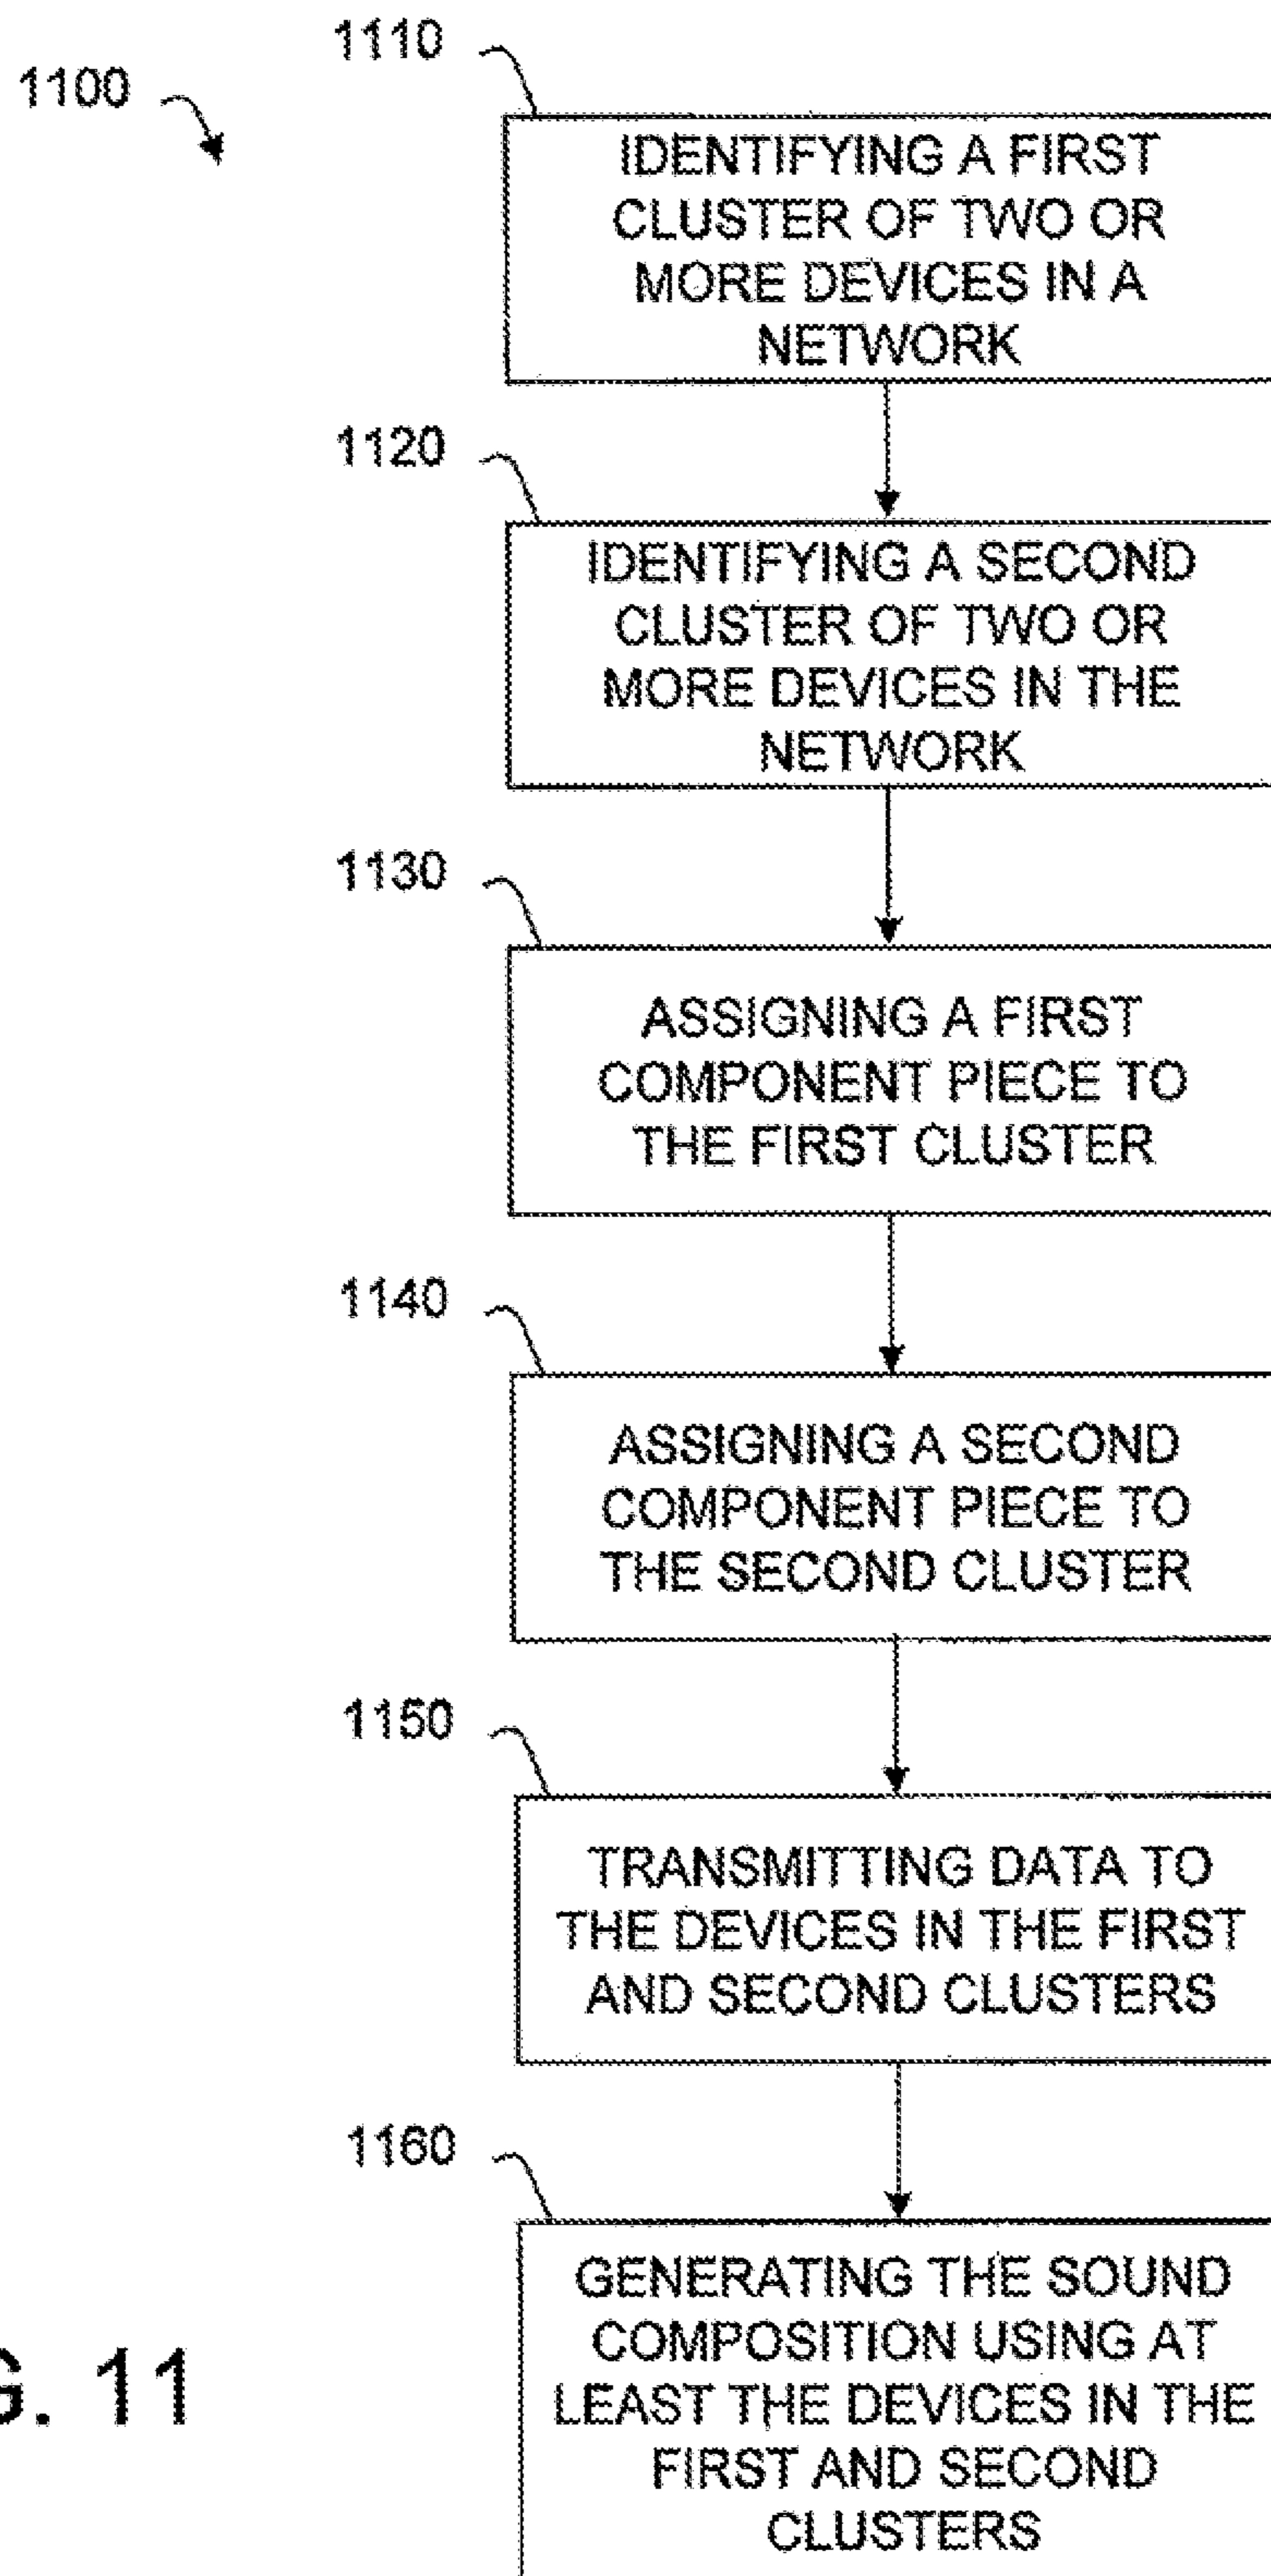 1100
1110
IDENTIFYING A FIRST
CLUSTER OF TWO OR
MORE DEVICES IN A
NETWORK
1120
IDENTIFYING A SECOND
CLUSTER OF TWO OR
MORE DEVICES IN THE
NETWORK
1130
ASSIGNING A FIRST
COMPONENT PIECE TO
THE FIRST CLUSTER
1140
ASSIGNING A SECOND
COMPONENT PIECE TO
THE SECOND CLUSTER
1150
TRANSMITTING DATA TO
THE DEVICES IN THE FIRST
AND SECOND CLUSTERS
1160
GENERATING THE SOUND
COMPOSITION USING AT
LEAST THE DEVICES IN THE
FIRST AND SECOND
CLUSTERS
G. 11